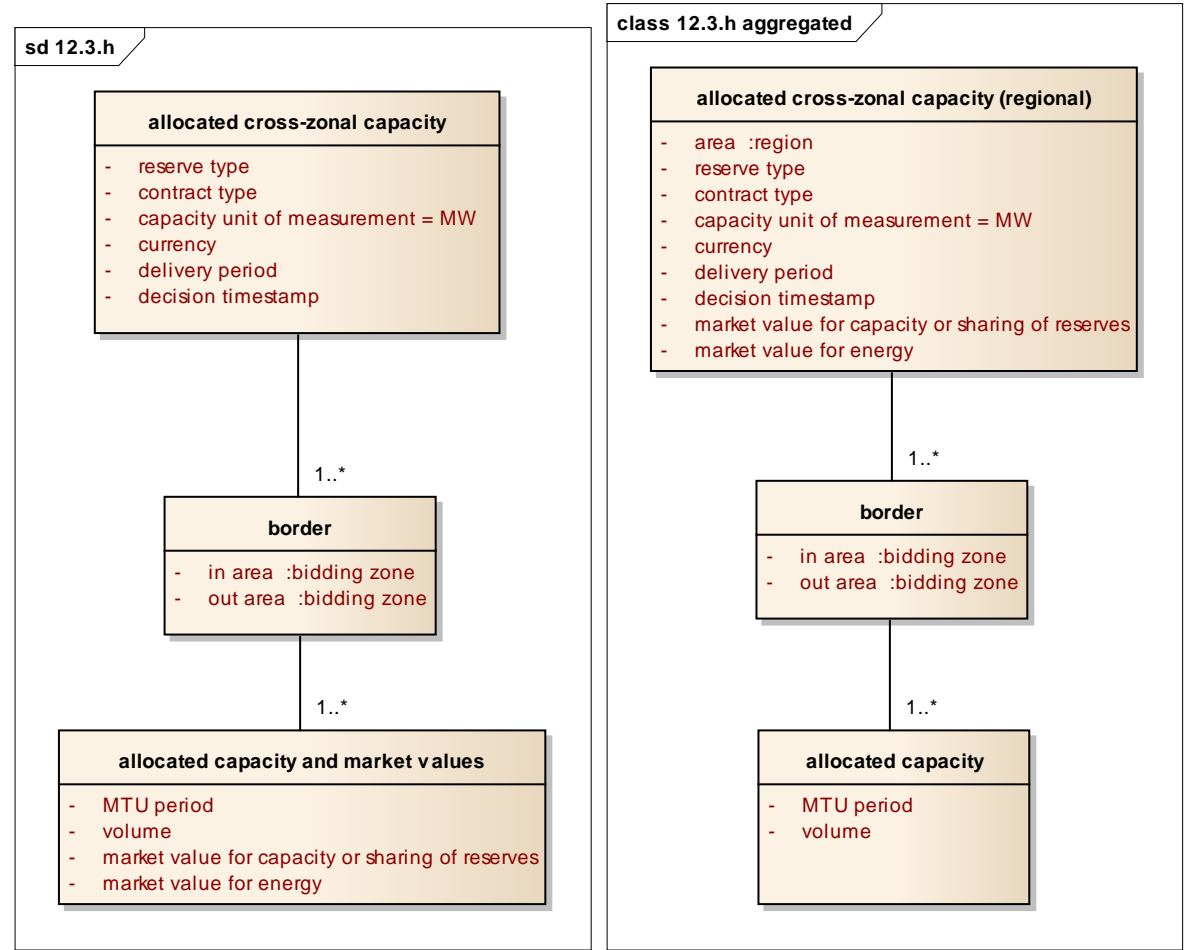 sd 12.3.h
allocated cross-zonal capacity
- reserve type
- contract type
- capacity unit of measurement = MW
- currency
- delivery period
- decision timestamp
1..*
border
- in area :bidding zone
- out area :bidding zone
1..*
allocated capacity and market values
- MTU period
- volume
- market value for capacity or sharing of reserves
- market value for energy
class 12.3.h aggregated
allocated cross-zonal capacity (regional)
- area :region
- reserve type
- contract type
- capacity unit of measurement = MW
- currency
- delivery period
- decision timestamp
- market value for capacity or sharing of reserves
- market value for energy
1..*
border
- in area :bidding zone
- out area :bidding zone
1..*
allocated capacity
- MTU period
- volume